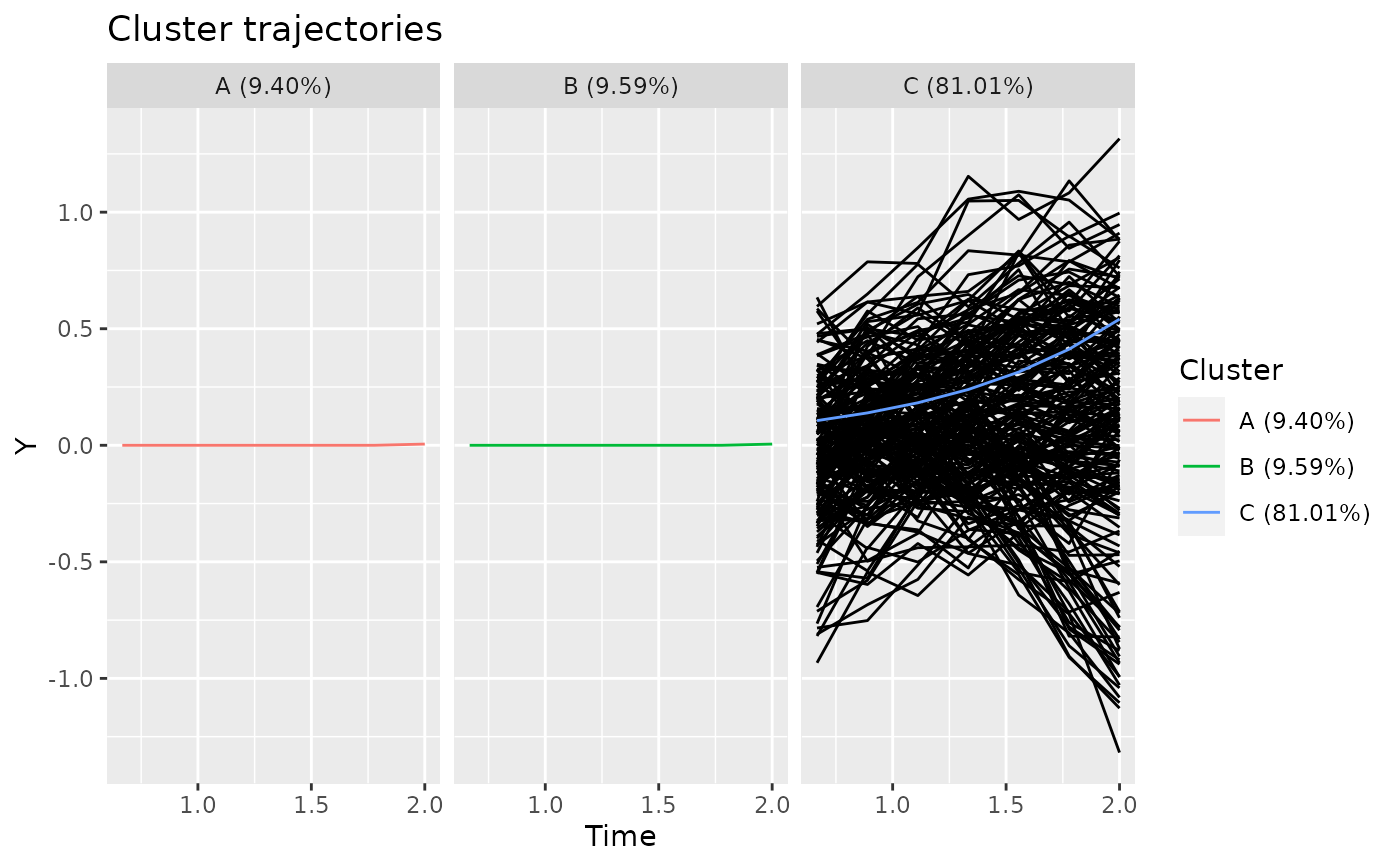 Cluster trajectories
A (9.40%) B (9.59%) C (81.01%)
Y
1.0
0.5
0.0
-0.5
-1.0
1.0 1.5 2.0 1.0 1.5 2.0 1.0 1.5 2.0
Time
Cluster
A (9.40%)
B (9.59%)
C (81.01%)